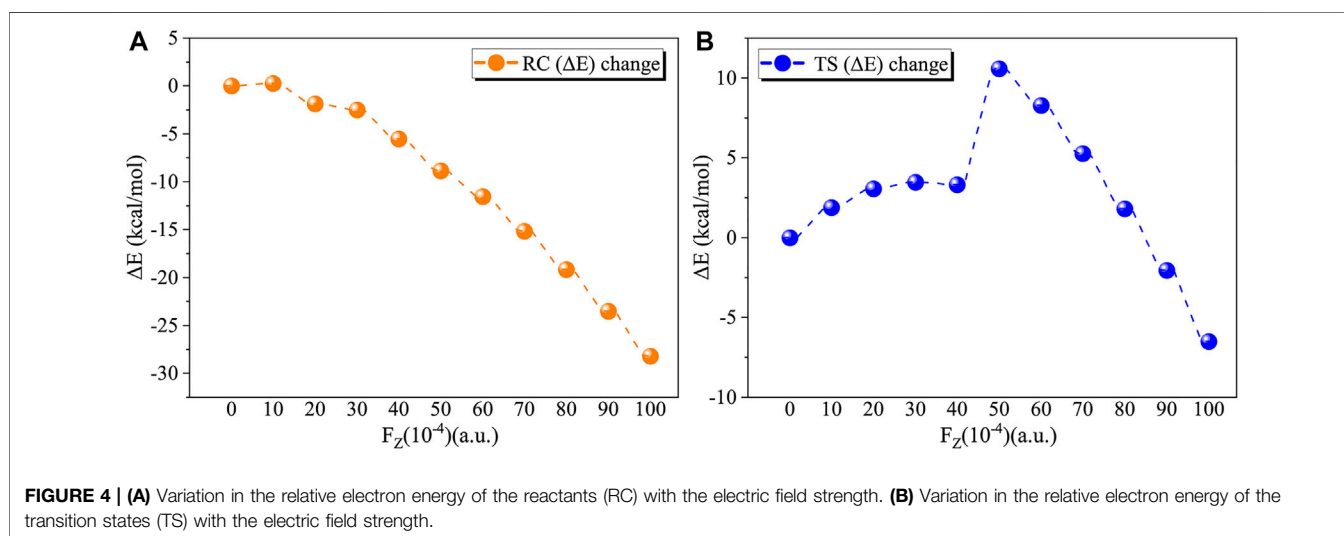 A
RC (ΔE) change
5
0
-5
-10
-15
-20
-25
-30
ΔE (kcal/mol)
0 10 20 30 40 50 60 70 80 90 100
F_Z(10⁻⁴)(a.u.)
B
TS (ΔE) change
10
5
0
-5
-10
ΔE (kcal/mol)
0 10 20 30 40 50 60 70 80 90 100
F_Z(10⁻⁴)(a.u.)
FIGURE 4 | (A) Variation in the relative electron energy of the reactants (RC) with the electric field strength. (B) Variation in the relative electron energy of the
transition states (TS) with the electric field strength.